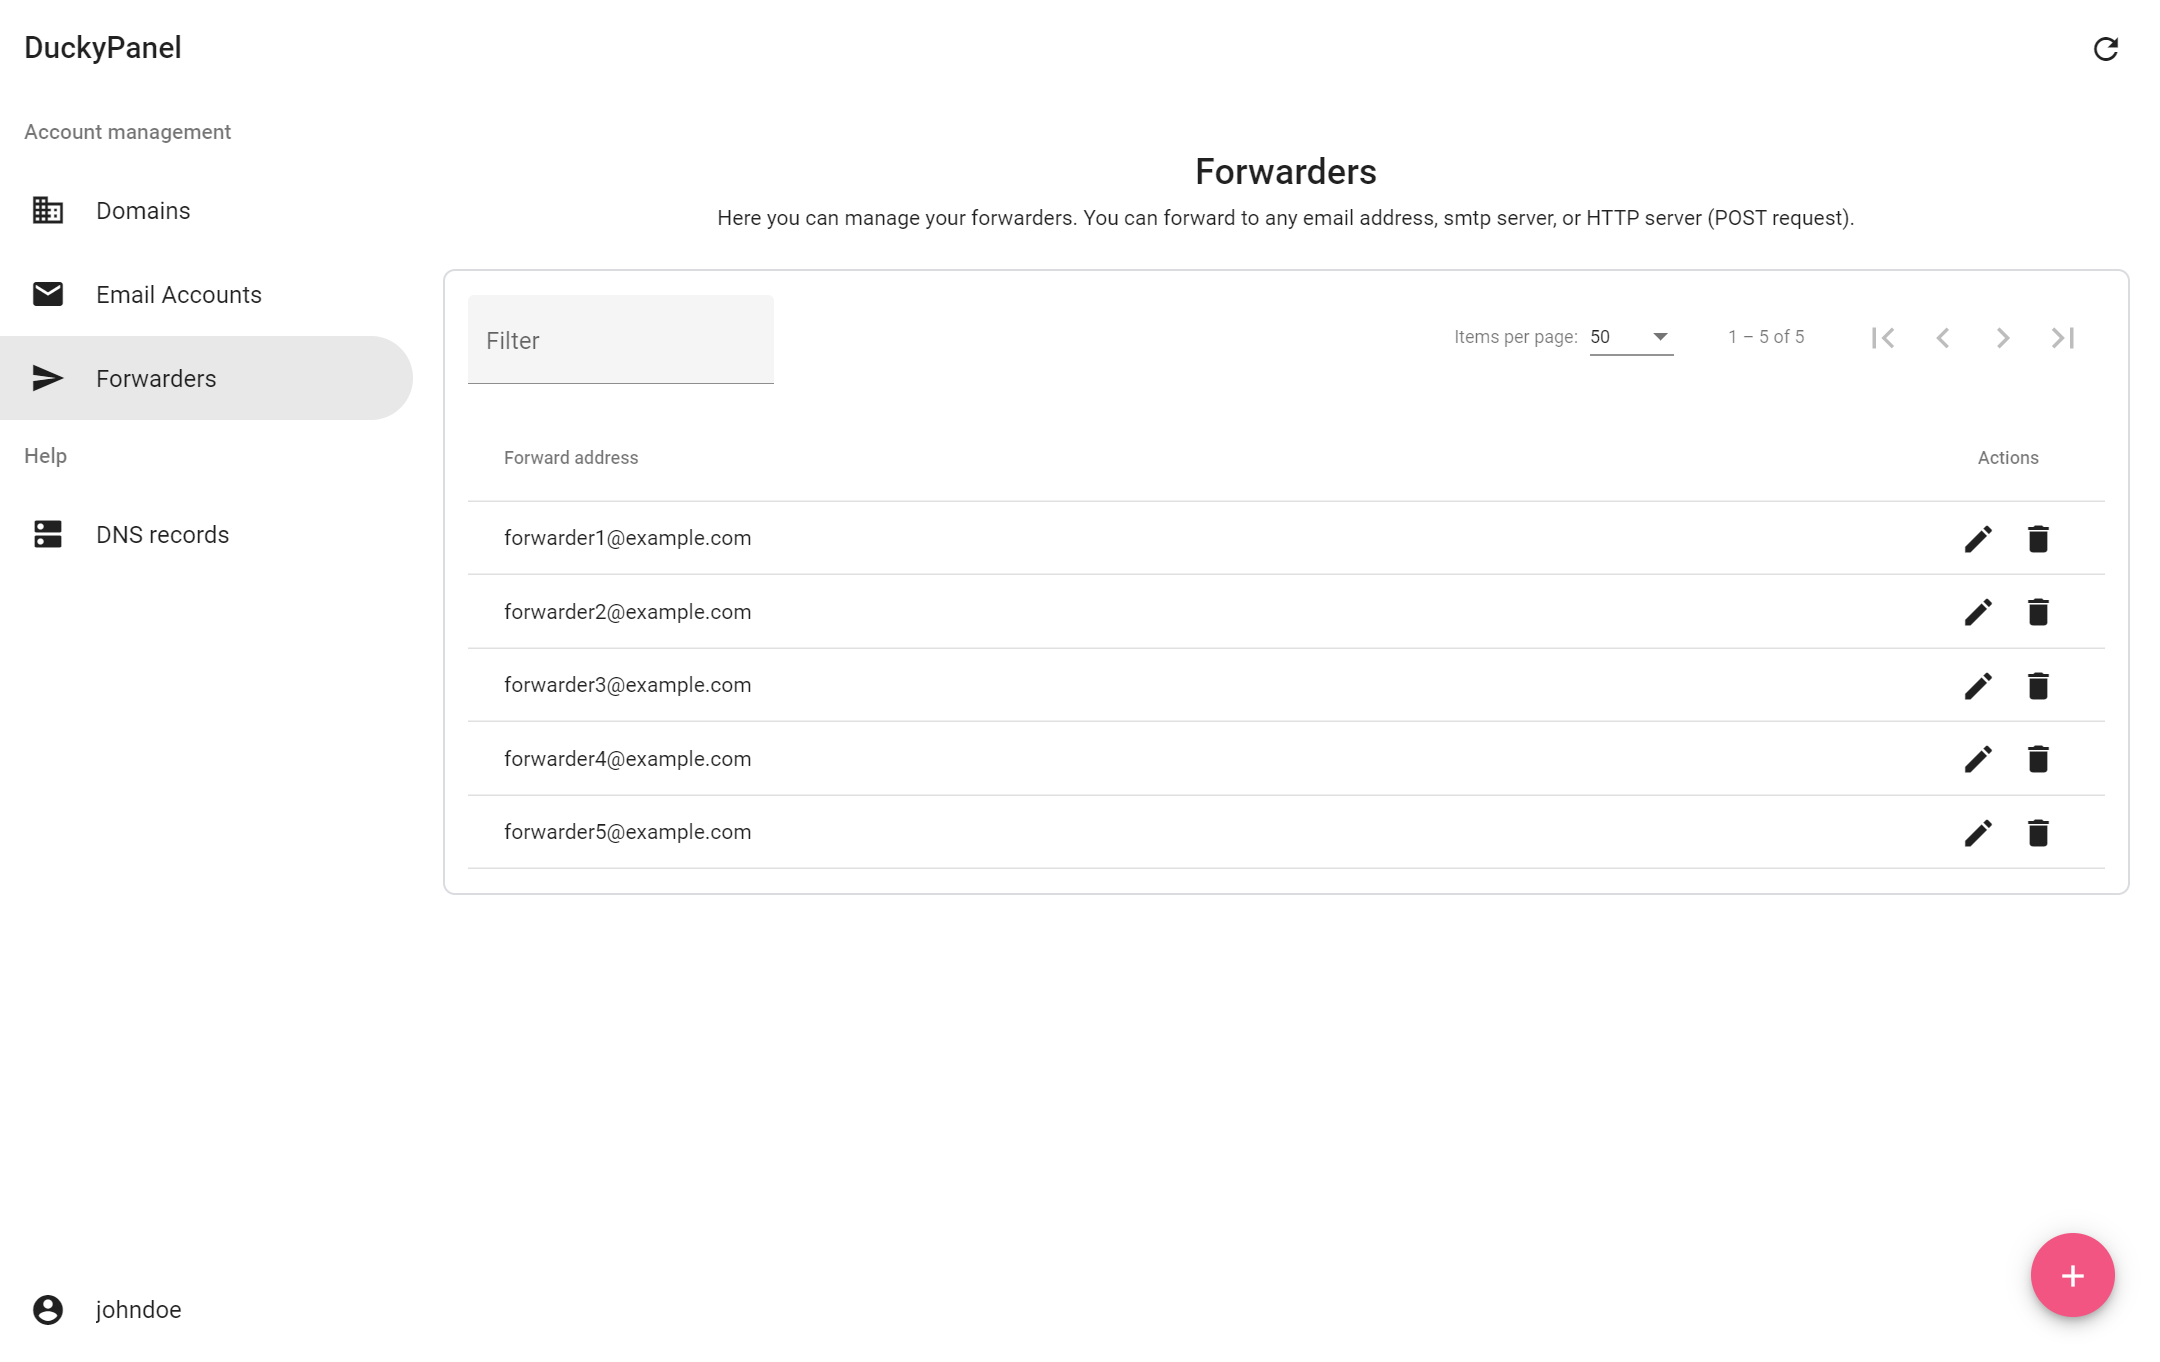 DuckyPanel
Account management
Domains
Email Accounts
Forwarders
Help
DNS records
johndoe
Forwarders
Here you can manage your forwarders. You can forward to any email address, smtp server, or HTTP server (POST request).
Filter
Items per page: 50 1 – 5 of 5
Forward address Actions
forwarder1@example.com
forwarder2@example.com
forwarder3@example.com
forwarder4@example.com
forwarder5@example.com